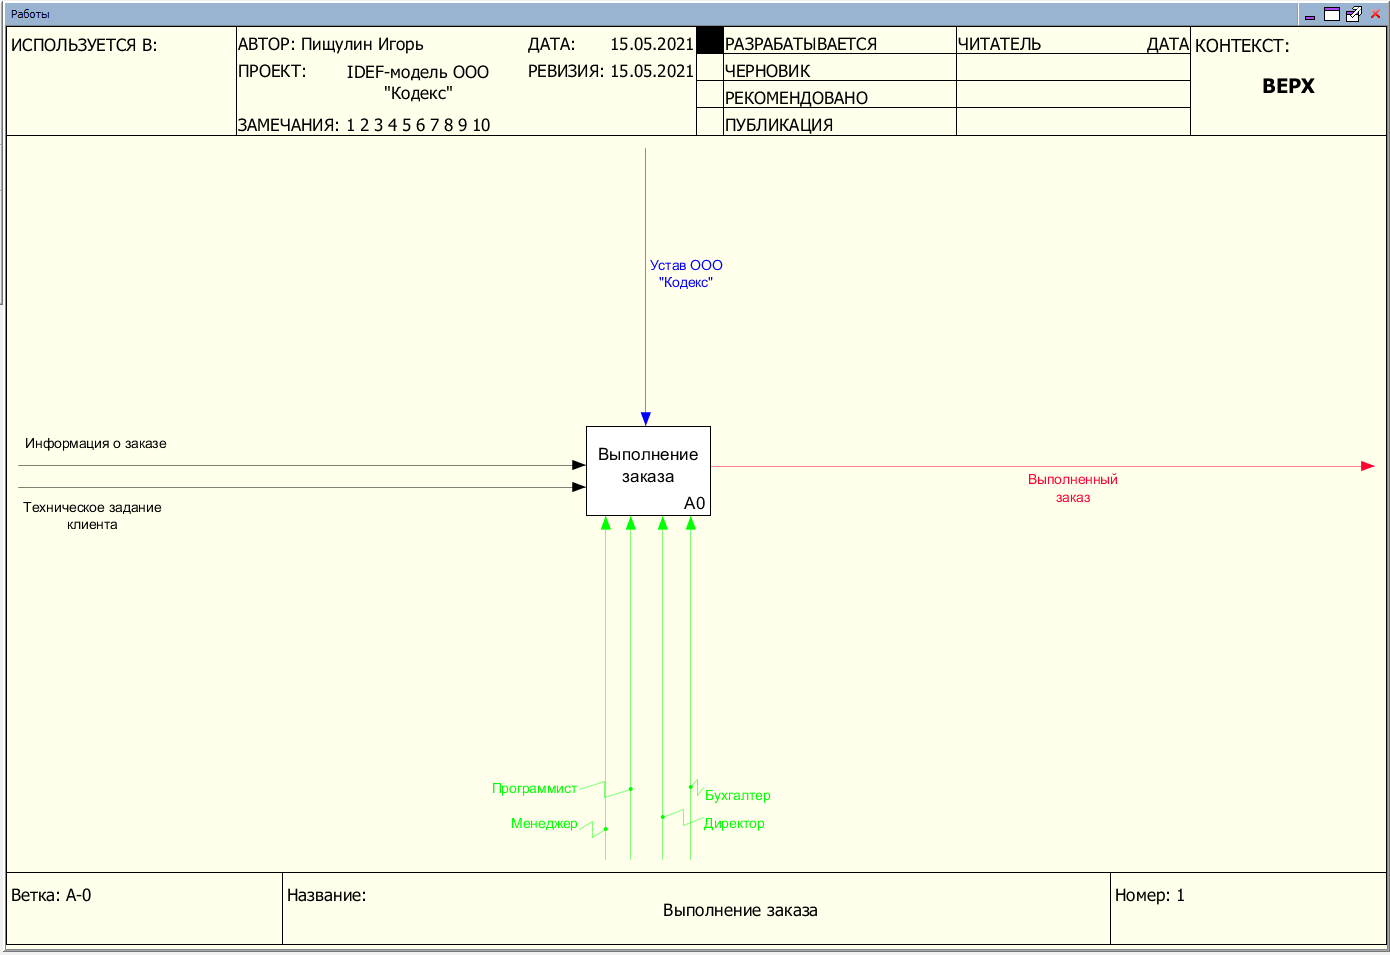 Работы
ИСПОЛЬЗУЕТСЯ В:
АВТОР: Пищулин Игорь
ДАТА: 15.05.2021
ПРОЕКТ: IDEF-модель ООО
"Кодекс"
РЕВИЗИЯ: 15.05.2021
ЗАМЕЧАНИЯ: 1 2 3 4 5 6 7 8 9 10
РАЗРАБАТЫВАЕТСЯ
ЧЕРНОВИК
РЕКОМЕНДОВАНО
ПУБЛИКАЦИЯ
ЧИТАТЕЛЬ
ДАТА
КОНТЕКСТ:
ВЕРХ
Устав ООО
"Кодекс"
Информация о заказе
Техническое задание
клиента
Выполнение
заказа
A0
Выполненный
заказ
Программист
Менеджер
Бухгалтер
Директор
Ветка: A-0
Название:
Выполнение заказа
Номер: 1